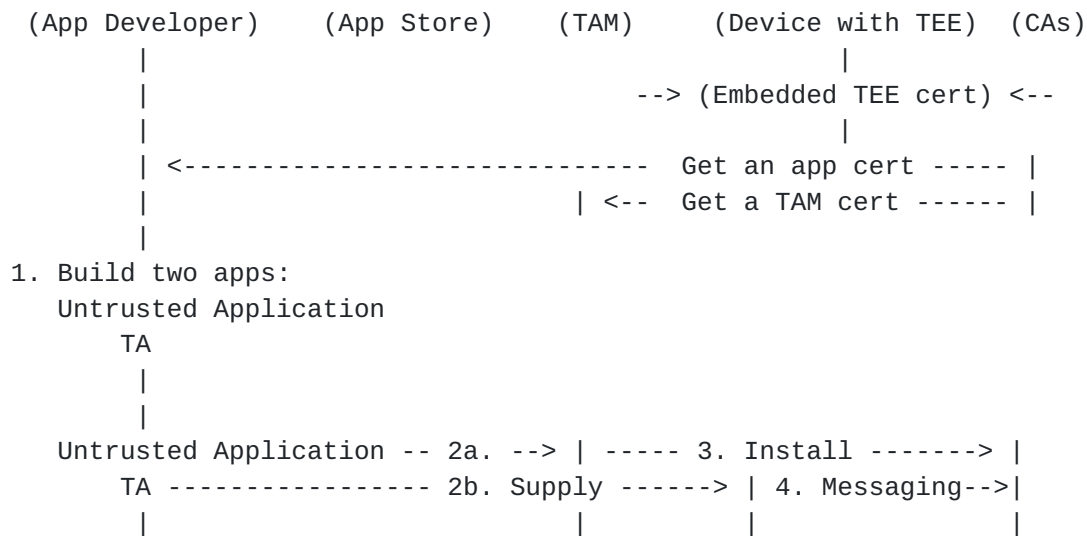 (App Developer)    (App Store)    (TAM)     (Device with TEE)  (CAs)
        |                                            |
        |                               --> (Embedded TEE cert) <--
        |                                            |
        | <------------------------------  Get an app cert ----- |
        |                           | <--  Get a TAM cert ------ |
        |
1. Build two apps:
   Untrusted Application
       TA
        |
        |
   Untrusted Application -- 2a. --> | ----- 3. Install -------> |
       TA ----------------- 2b. Supply ------> | 4. Messaging-->|
        |                           |          |                |